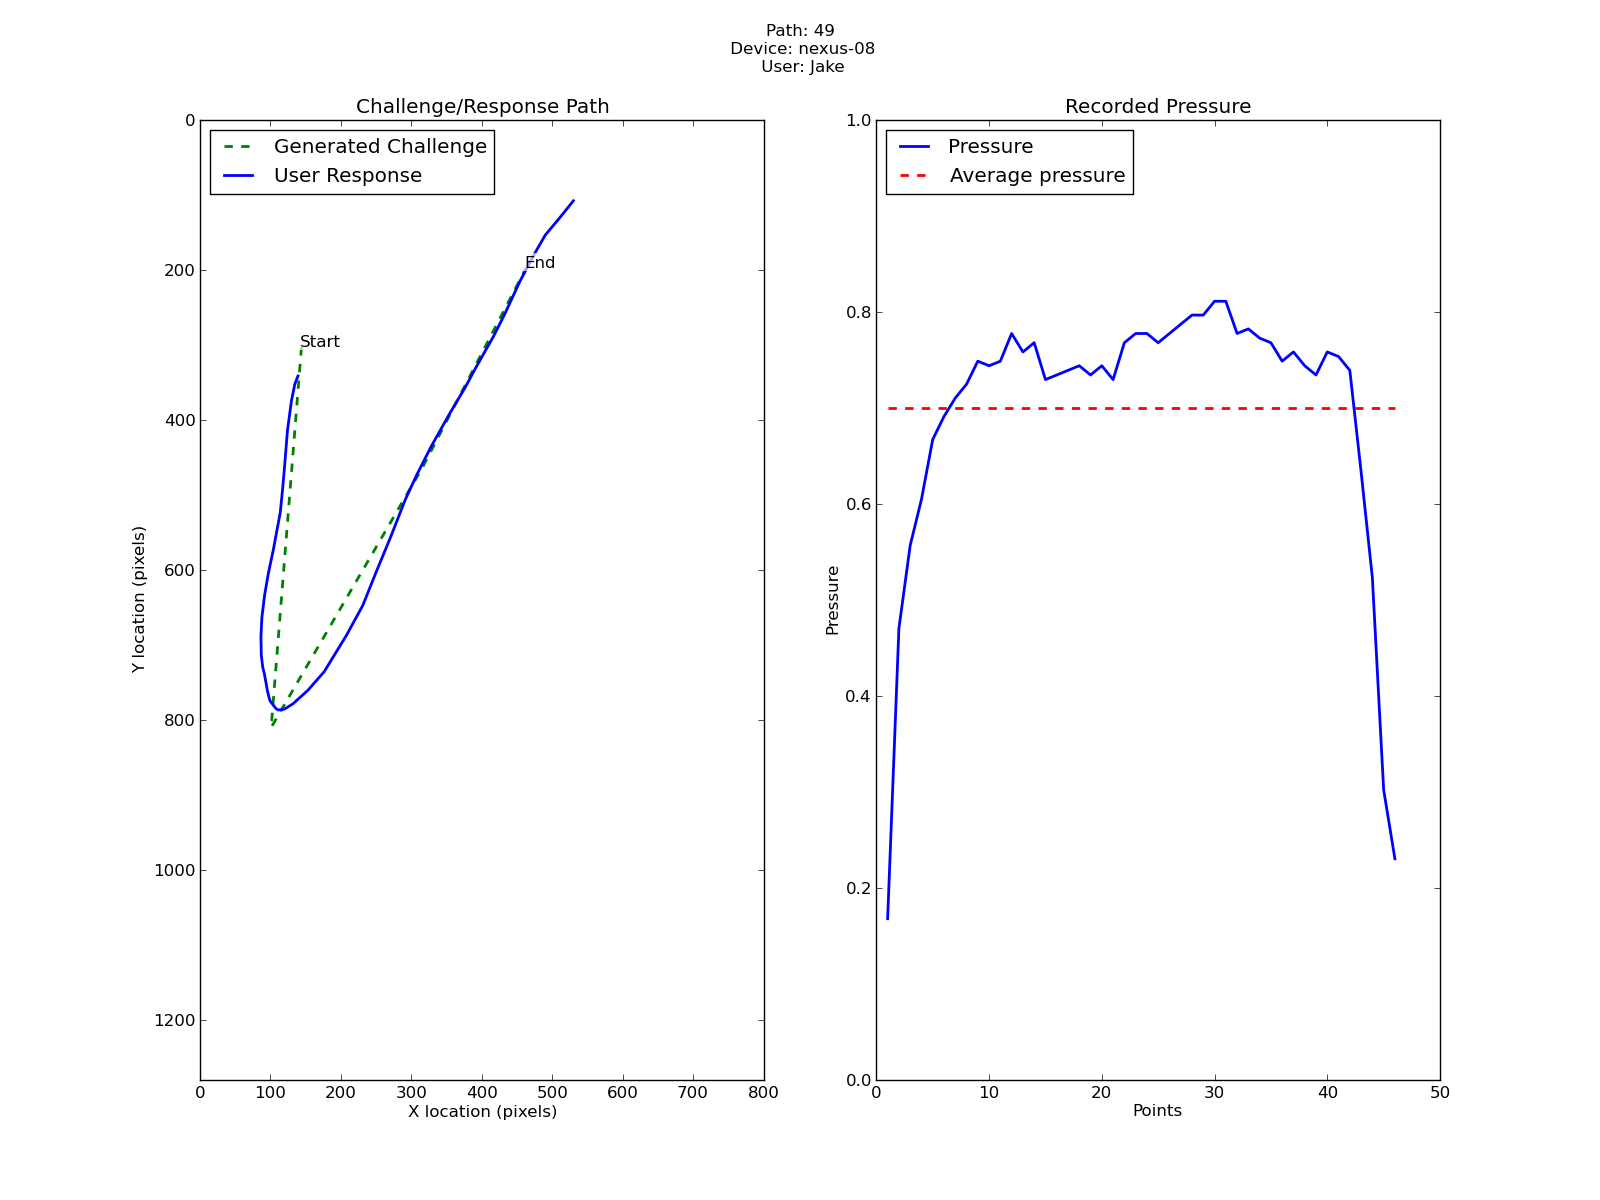 Path: 49
Device: nexus-08
User: Jake
Challenge/Response Path
Generated Challenge
User Response
Start
End
0
200
400
600
800
1000
1200
Y location (pixels)
0 100 200 300 400 500 600 700 800
X location (pixels)
Recorded Pressure
Pressure
Average pressure
1.0
0.8
0.6
0.4
0.2
0.0
Pressure
0 10 20 30 40 50
Points